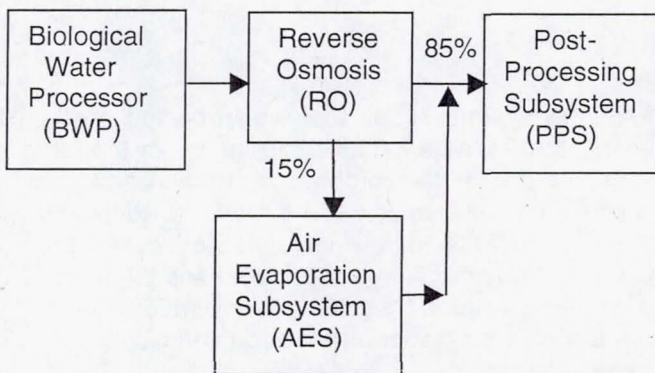 Biological
Water
Processor
(BWP)
Reverse
Osmosis
(RO)
85%
Post-
Processing
Subsystem
(PPS)
15%
Air
Evaporation
Subsystem
(AES)